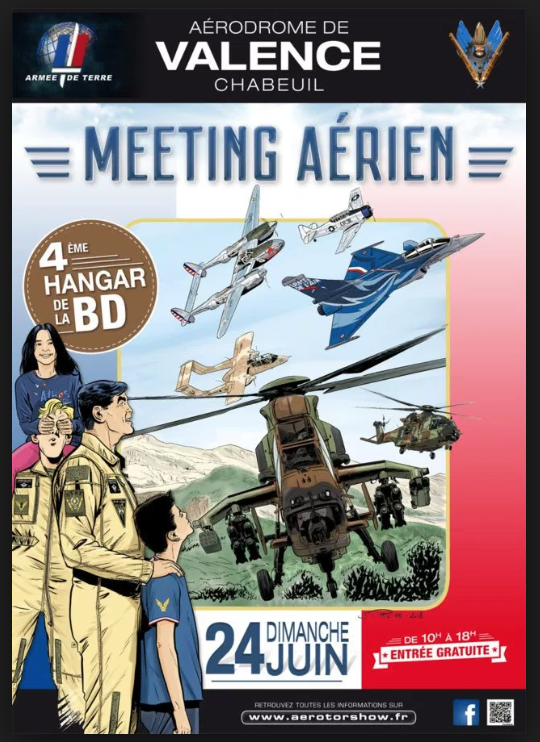 AÉRODROME DE
VALENCE
CHABEUIL
ARMEE DE TERRE
MEETING AÉRIEN
4ÈME
HANGAR
DE LA BD
24 DIMANCHE
JUIN
DE 10H À 18H
ENTRÉE GRATUITE
RETROUVEZ TOUTES LES INFORMATIONS SUR
www.aerotorshow.fr
f